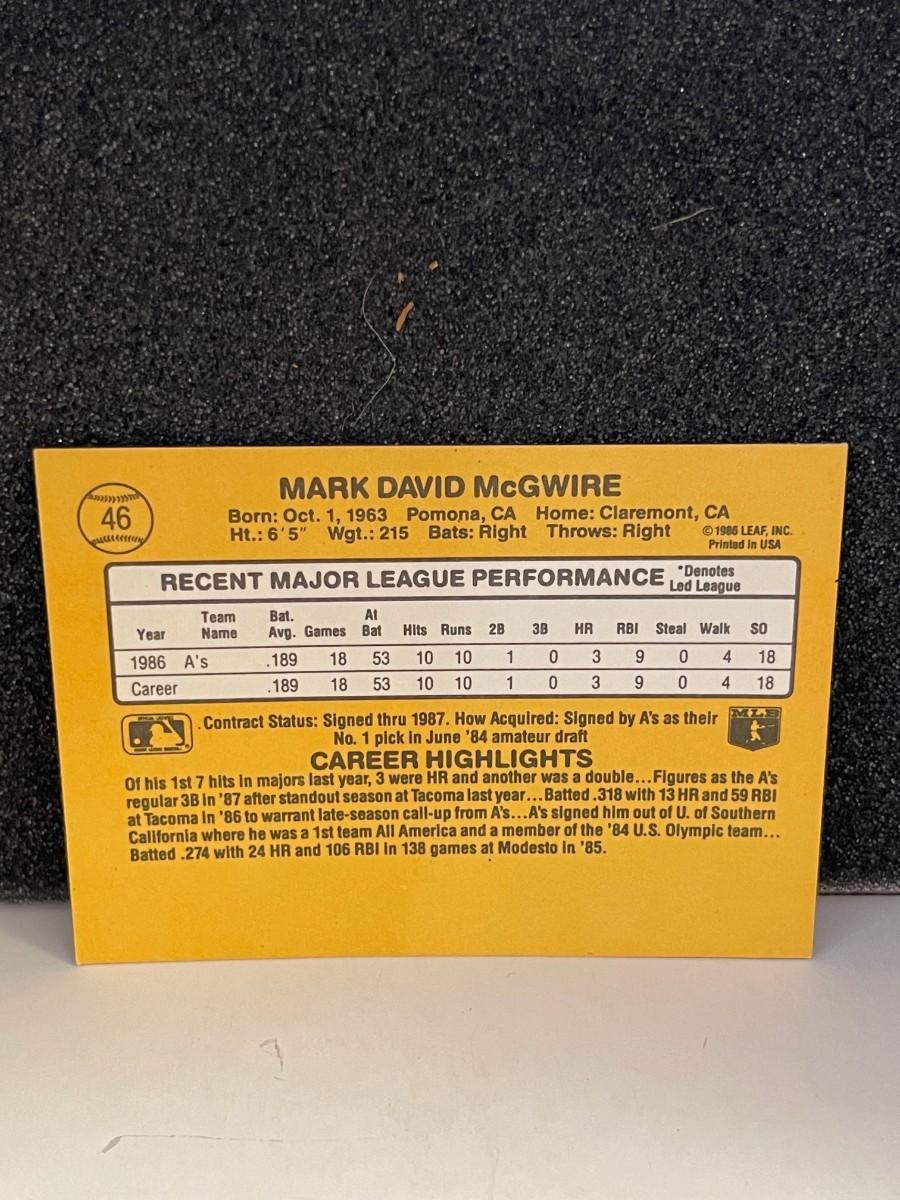 MARK DAVID McGWIRE
46
Born: Oct. 1, 1963 Pomona, CA Home: Claremont, CA
Ht.: 6'5" Wgt.: 215 Bats: Right Throws: Right
©1986 LEAF, INC.
Printed in USA
RECENT MAJOR LEAGUE PERFORMANCE
*Denotes
Led League
Year Team Name Bat. Avg. Games At Bat Hits Runs 2B 3B HR RBI Steal Walk SO
1986 A's .189 18 53 10 10 1 0 3 9 0 4 18
Career .189 18 53 10 10 1 0 3 9 0 4 18
Contract Status: Signed thru 1987. How Acquired: Signed by A's as their
No. 1 pick in June '84 amateur draft
MLB
CAREER HIGHLIGHTS
Of his 1st 7 hits in majors last year, 3 were HR and another was a double...Figures as the A's
regular 3B in '87 after standout season at Tacoma last year...Batted .318 with 13 HR and 59 RBI
at Tacoma in '86 to warrant late-season call-up from A's...A's signed him out of U. of Southern
California where he was a 1st team All America and a member of the '84 U.S. Olympic team...
Batted .274 with 24 HR and 106 RBI in 138 games at Modesto in '85.